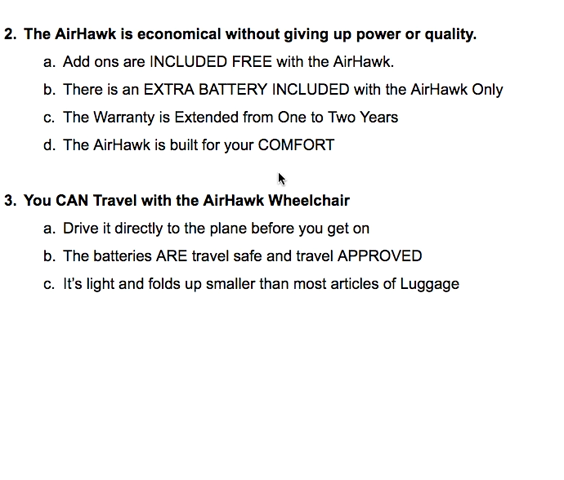 2. The AirHawk is economical without giving up power or quality.
a. Add ons are INCLUDED FREE with the AirHawk.
b. There is an EXTRA BATTERY INCLUDED with the AirHawk Only
c. The Warranty is Extended from One to Two Years
d. The AirHawk is built for your COMFORT
3. You CAN Travel with the AirHawk Wheelchair
a. Drive it directly to the plane before you get on
b. The batteries ARE travel safe and travel APPROVED
c. It's light and folds up smaller than most articles of Luggage